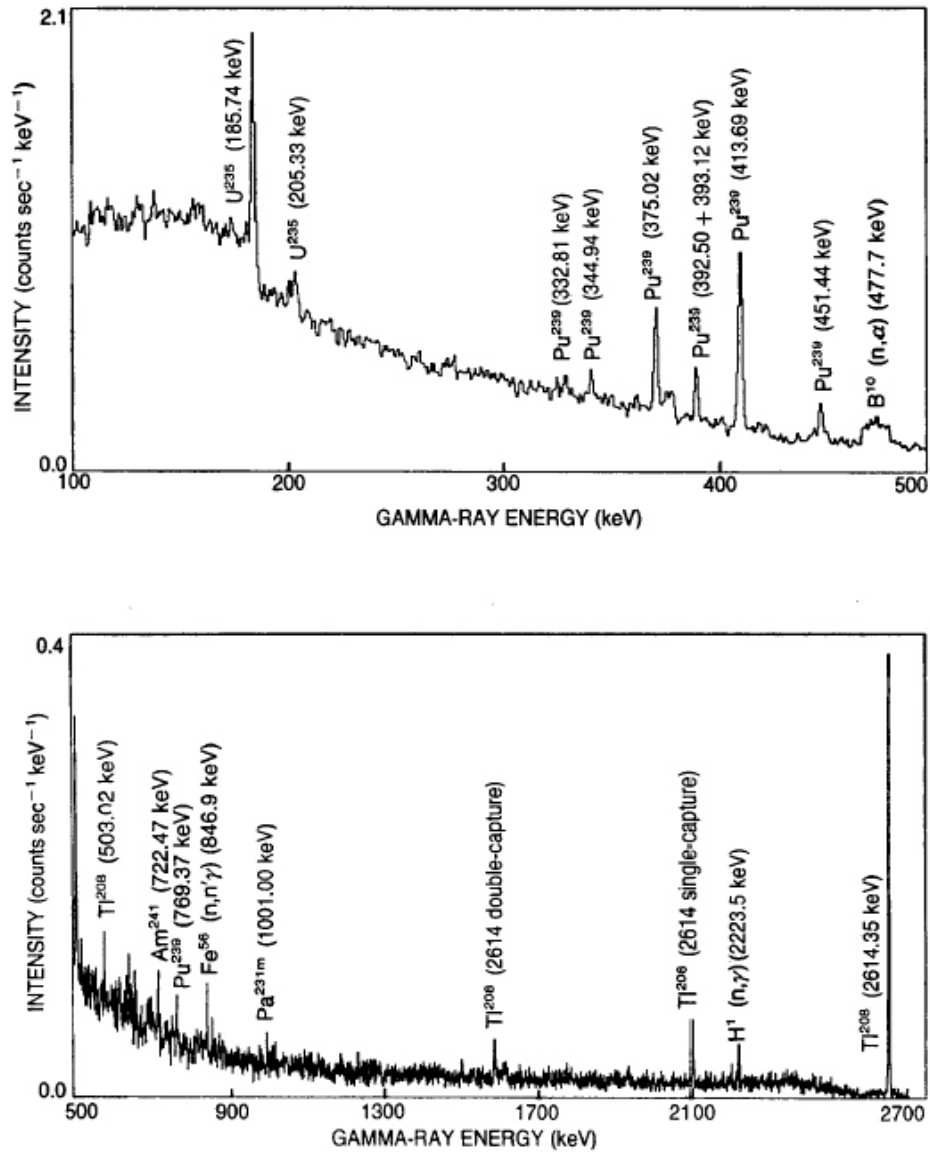 2.1
INTENSITY (counts sec⁻¹ keV⁻¹)
0.0
U²³⁵ (185.74 keV)
U²³⁵ (205.33 keV)
Pu²³⁹ (332.81 keV)
Pu²³⁹ (344.94 keV)
Pu²³⁹ (375.02 keV)
Pu²³⁹ (392.50 + 393.12 keV)
Pu²³⁹ (413.69 keV)
Pu²³⁹ (451.44 keV)
B¹⁰ (n,α) (477.7 keV)
100 200 300 400 500
GAMMA-RAY ENERGY (keV)
0.4
INTENSITY (counts sec⁻¹ keV⁻¹)
0.0
Tl²⁰⁸ (503.02 keV)
Am²⁴¹ (722.47 keV)
Pu²³⁹ (769.37 keV)
Fe⁵⁶ (n,n′γ) (846.9 keV)
Pa²³¹ᵐ (1001.00 keV)
Tl²⁰⁸ (2614 double-capture)
Tl²⁰⁸ (2614 single-capture)
H¹ (n,γ) (2223.5 keV)
Tl²⁰⁸ (2614.35 keV)
500 900 1300 1700 2100 2700
GAMMA-RAY ENERGY (keV)